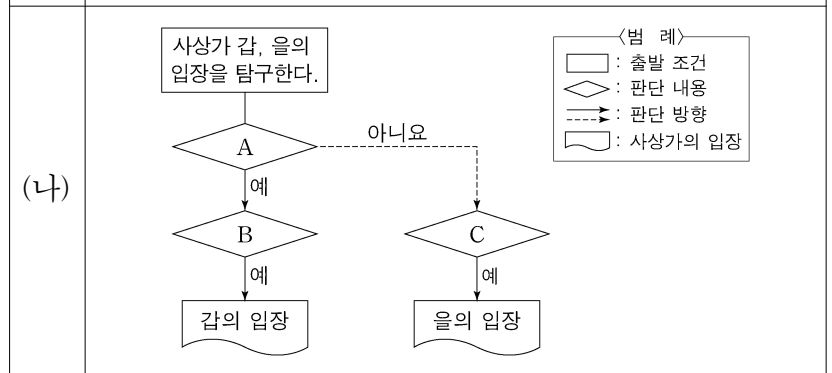 (나)
사상가 갑, 을의
입장을 탐구한다.
A
아니요
예
B
C
예
예
갑의 입장
을의 입장
〈범 례〉
: 출발 조건
: 판단 내용
: 판단 방향
: 사상가의 입장